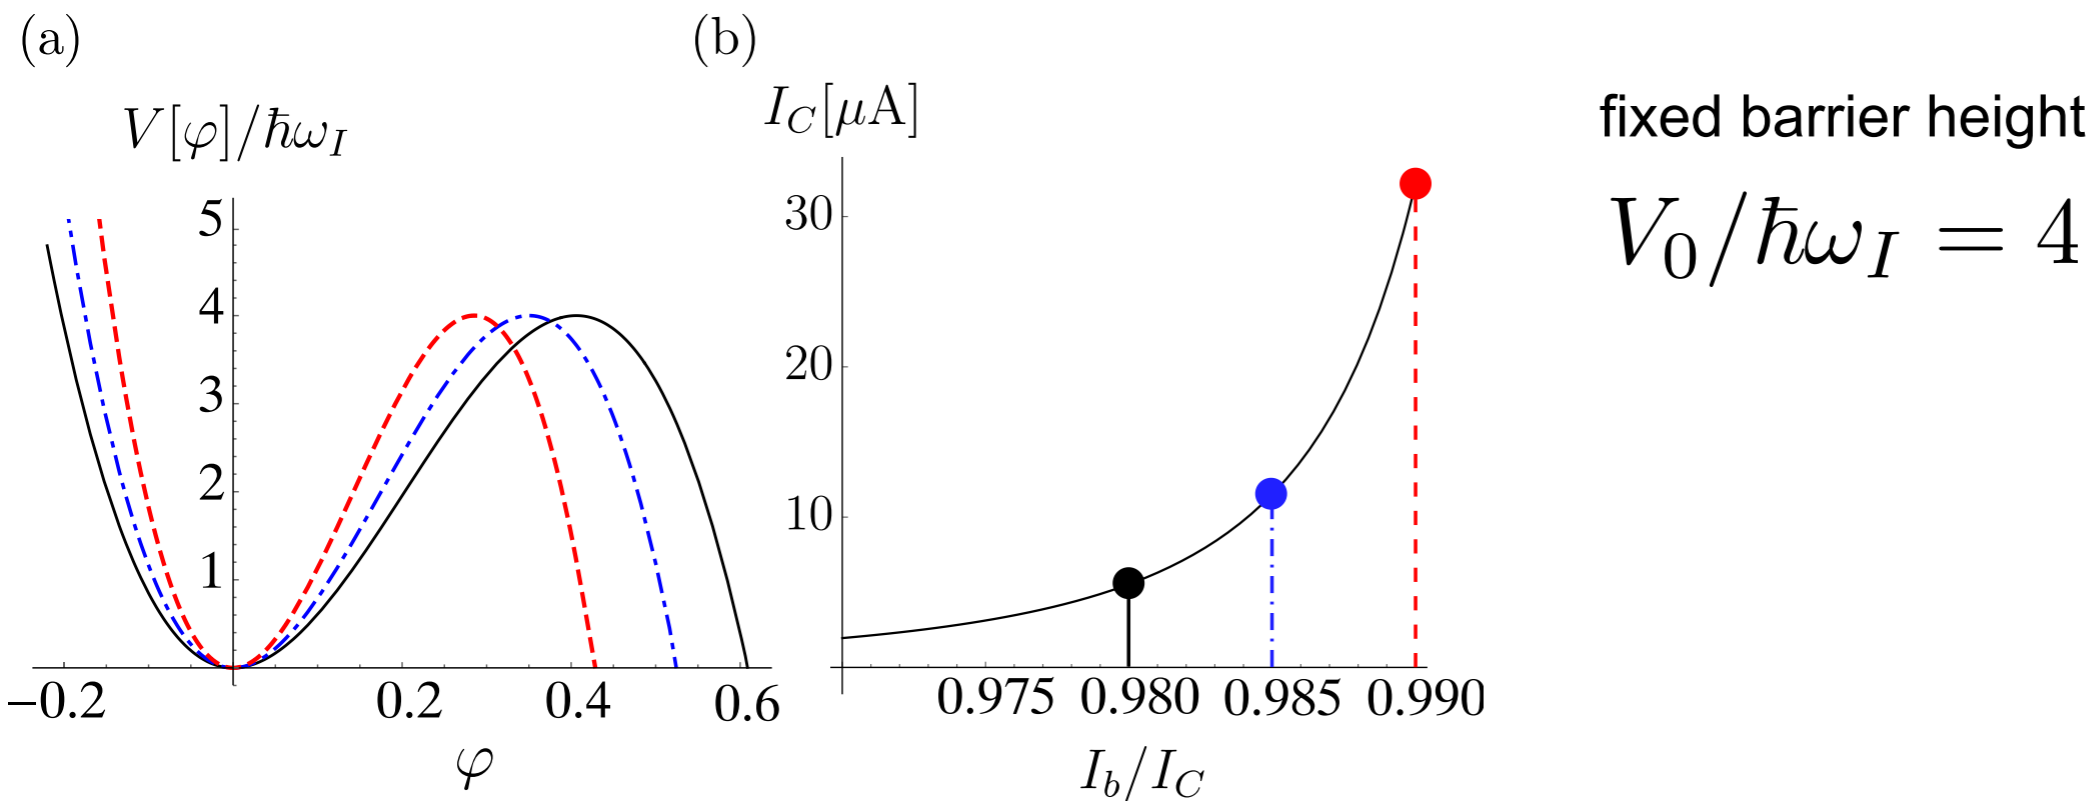 (a)
V[φ]/ħω_I
5
4
3
2
1
−0.2 0.2 0.4 0.6
φ
(b)
I_C[μA]
30
20
10
0.975 0.980 0.985 0.990
I_b/I_C
fixed barrier height
V_0/ħω_I = 4